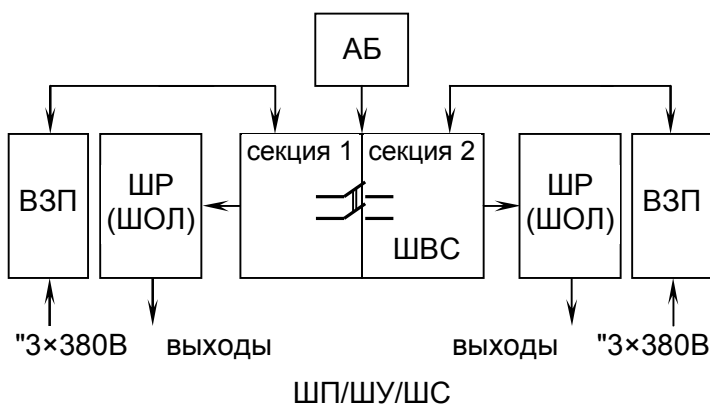 АБ
секция 1 секция 2
ВЗП ШР (ШОЛ) ШР (ШОЛ) ВЗП
ШВС
"3×380В выходы выходы "3×380В
ШП/ШУ/ШС